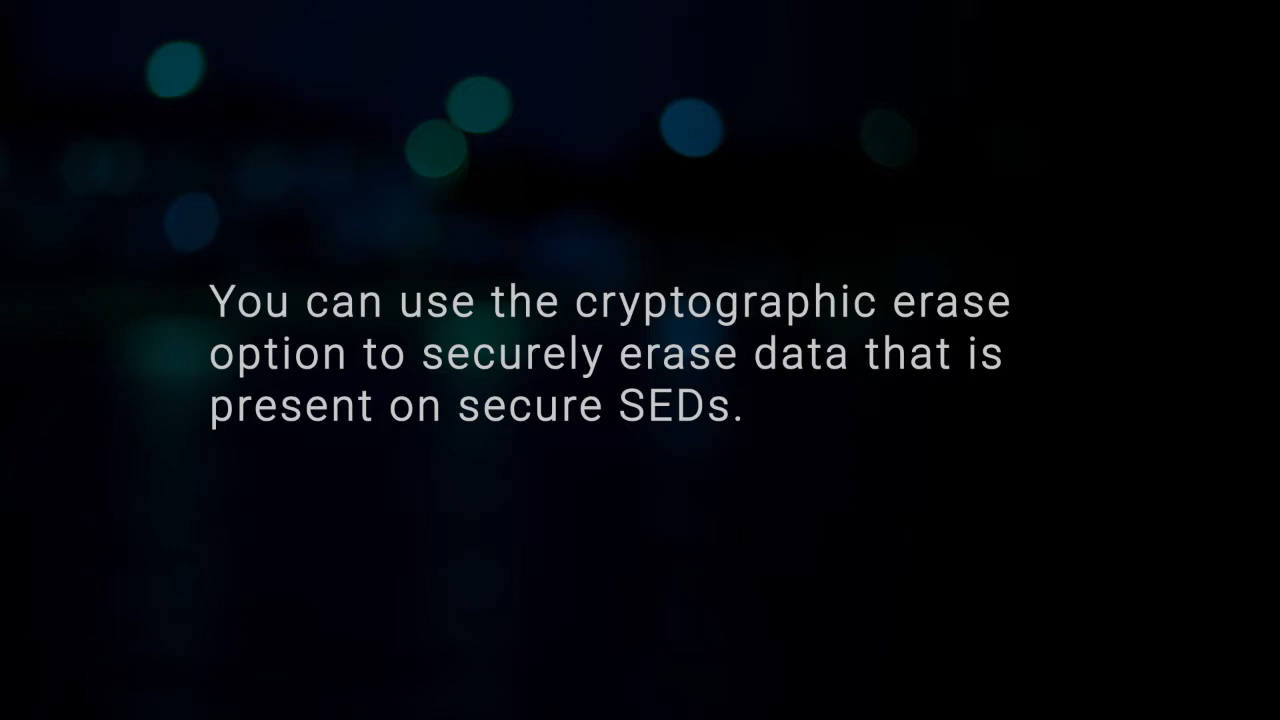 You can use the cryptographic erase
option to securely erase data that is
present on secure SEDs.